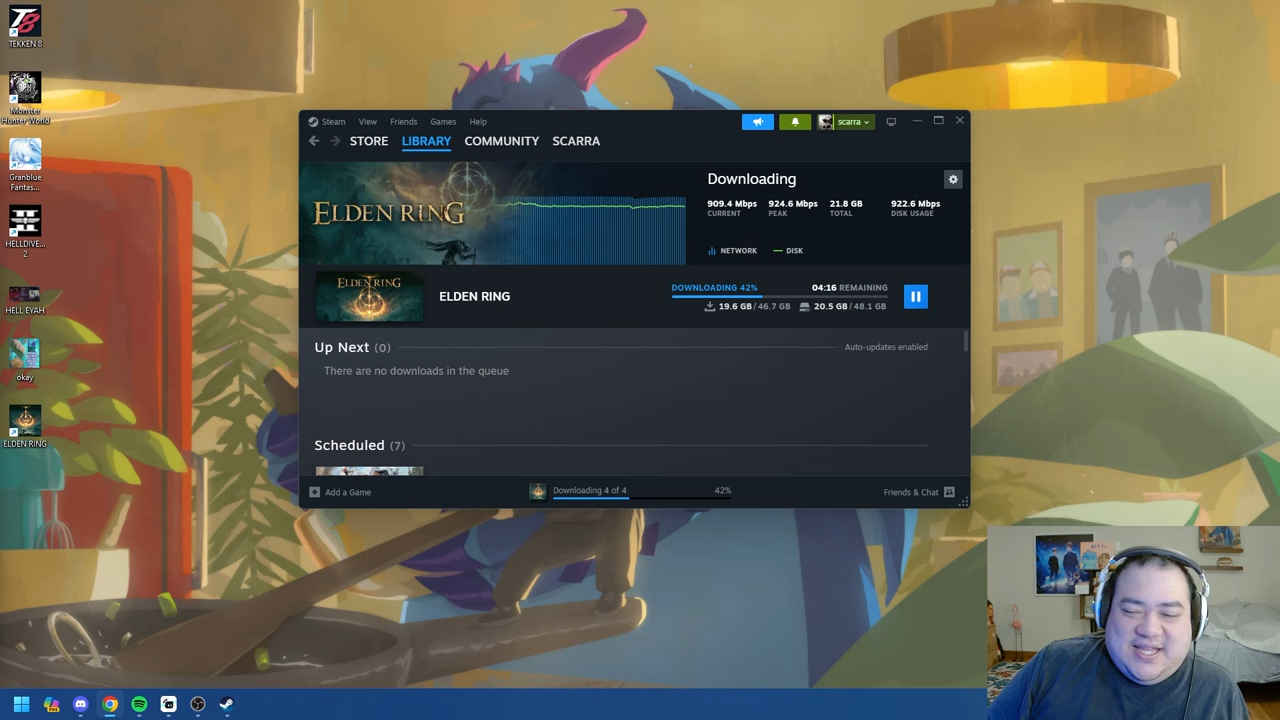 TEKKEN 8
Monster
Hunter World
Granblue
Fantas...
HELLDIVE...
2
HELL EYAH
okay
ELDEN RING
Steam View Friends Games Help
scarra
STORE LIBRARY COMMUNITY SCARRA
ELDEN RING
Downloading
909.4 Mbps 924.6 Mbps 21.8 GB 922.6 Mbps
CURRENT PEAK TOTAL DISK USAGE
NETWORK DISK
ELDEN RING
ELDEN RING
DOWNLOADING 42% 04:16 REMAINING
19.6 GB / 46.7 GB 20.5 GB / 48.1 GB
Up Next (0) Auto-updates enabled
There are no downloads in the queue
Scheduled (7)
Add a Game
Downloading 4 of 4 42%
Friends & Chat